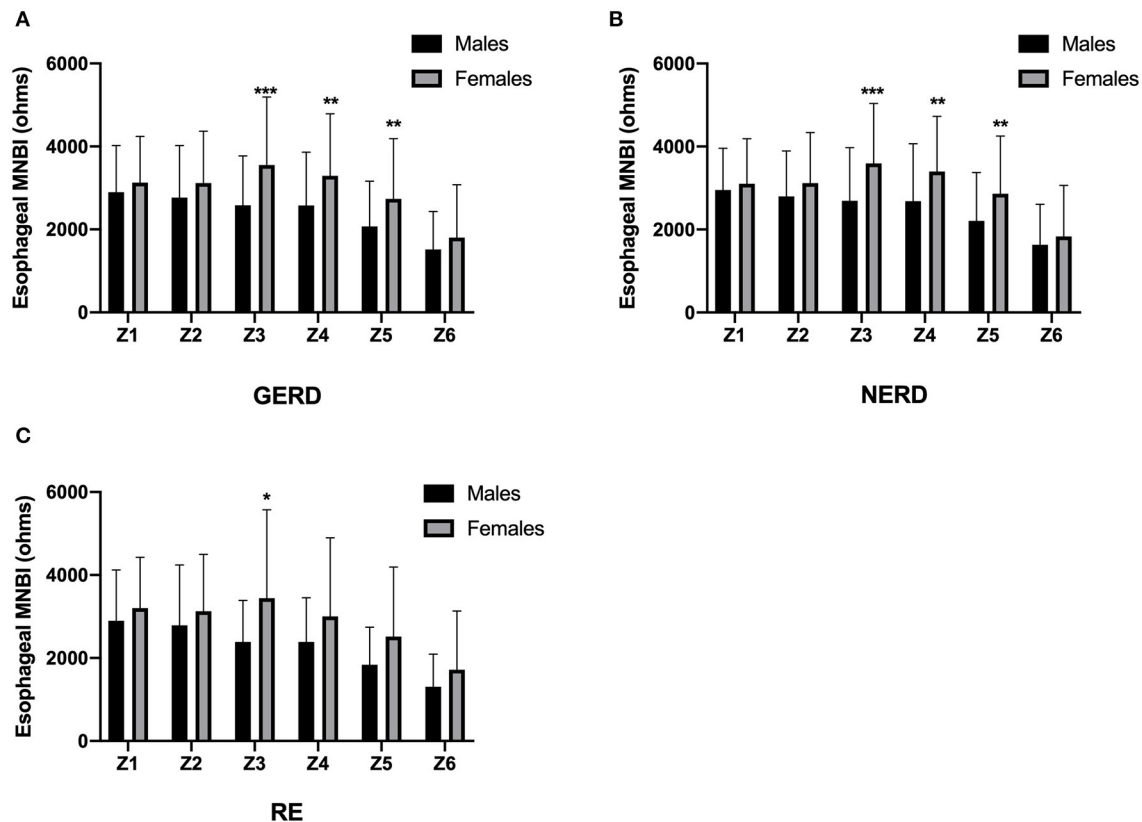 A
Males
Females
Esophageal MNBI (ohms)
6000
4000
2000
0
***
**
**
Z1 Z2 Z3 Z4 Z5 Z6
GERD
B
Males
Females
Esophageal MNBI (ohms)
6000
4000
2000
0
***
**
**
Z1 Z2 Z3 Z4 Z5 Z6
NERD
C
Males
Females
Esophageal MNBI (ohms)
6000
4000
2000
0
*
Z1 Z2 Z3 Z4 Z5 Z6
RE